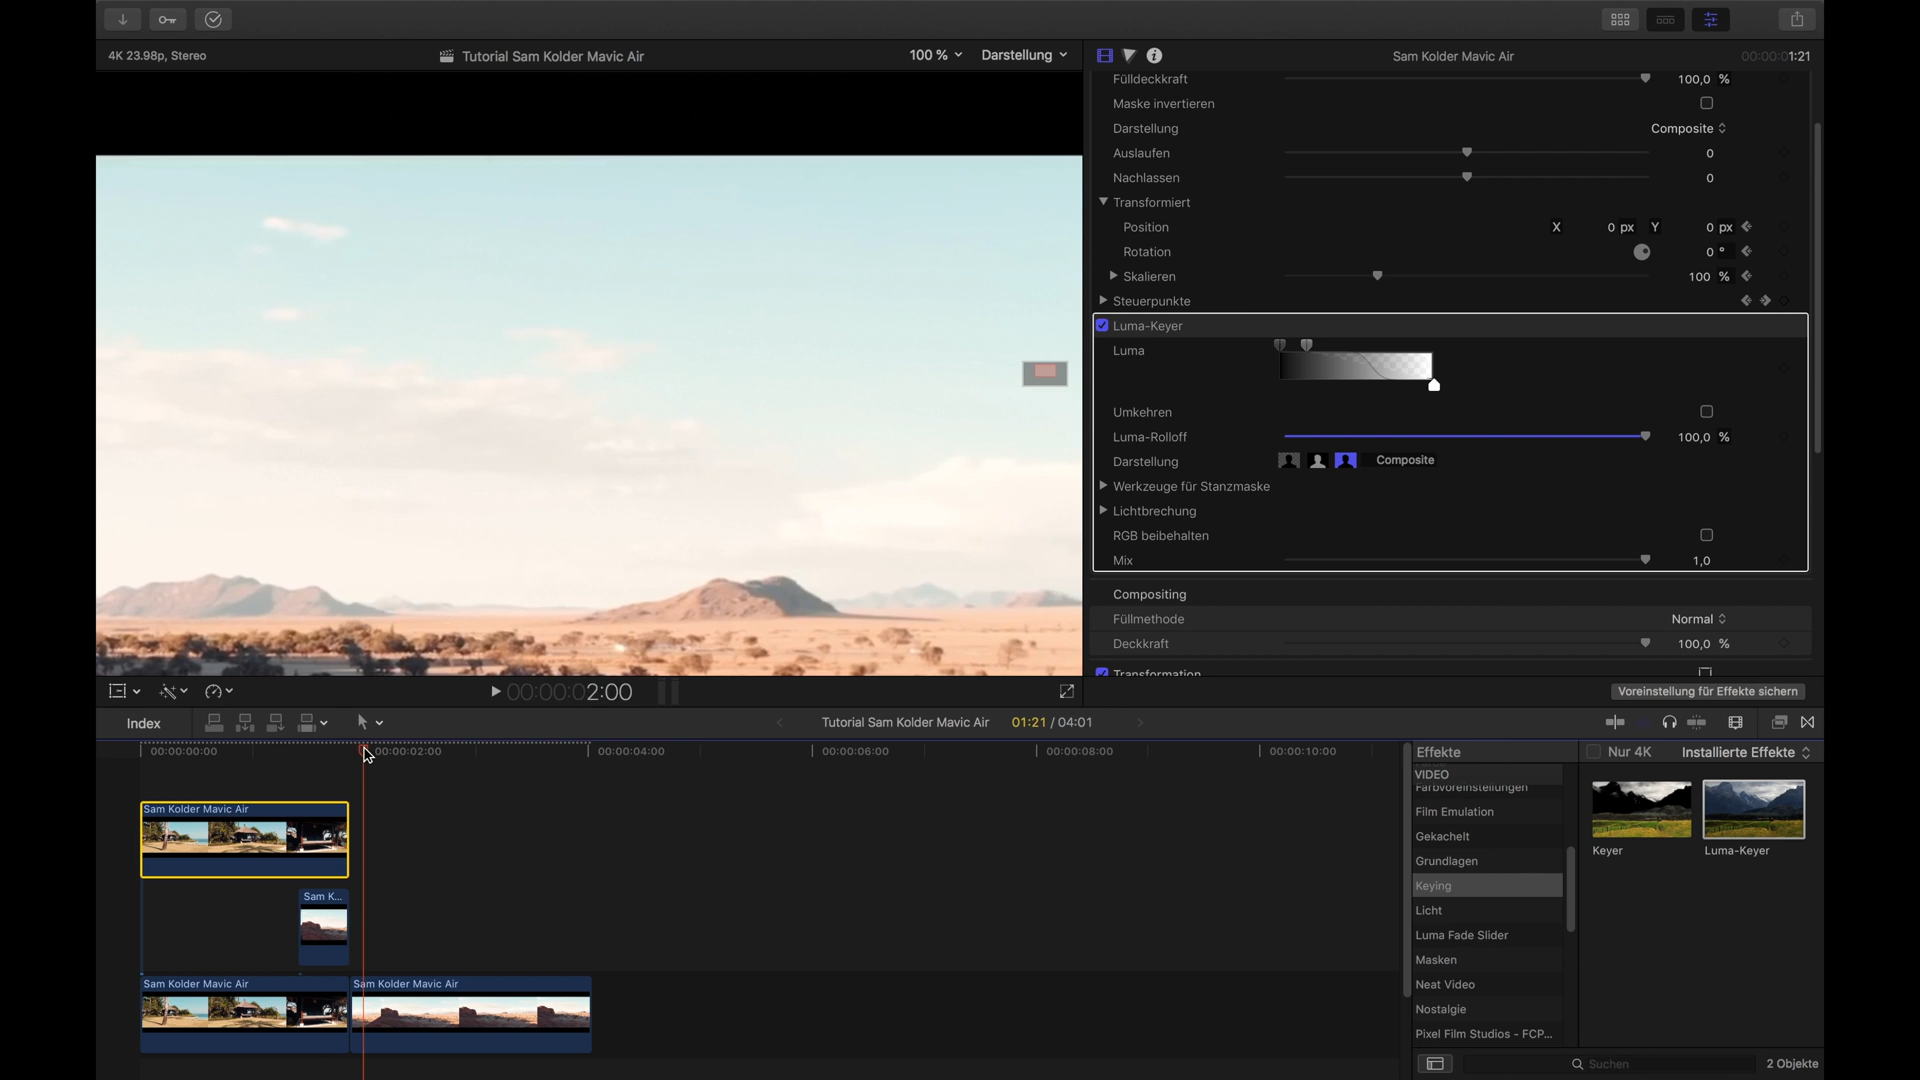 4K 23.98p, Stereo
Tutorial Sam Kolder Mavic Air
100 %
Darstellung
Sam Kolder Mavic Air
00:00:01:21
Fülldeckkraft 100,0 %
Maske invertieren
Darstellung Composite
Auslaufen 0
Nachlassen 0
Transformiert
Position X 0 px Y 0 px
Rotation 0 °
Skalieren 100 %
Steuerpunkte
Luma-Keyer
Luma
Umkehren
Luma-Rolloff 100,0 %
Darstellung Composite
Werkzeuge für Stanzmaske
Lichtbrechung
RGB beibehalten
Mix 1,0
Compositing
Füllmethode Normal
Deckkraft 100,0 %
Transformation
00:00:02:00
Voreinstellung für Effekte sichern
Index
Tutorial Sam Kolder Mavic Air 01:21 / 04:01
00:00:00:00 00:00:02:00 00:00:04:00 00:00:06:00 00:00:08:00 00:00:10:00
Sam Kolder Mavic Air
Sam K...
Sam Kolder Mavic Air Sam Kolder Mavic Air
Effekte
Nur 4K Installierte Effekte
VIDEO
Farbvoreinstellungen
Film Emulation
Gekachelt
Grundlagen
Keying
Licht
Luma Fade Slider
Masken
Neat Video
Nostalgie
Pixel Film Studios - FCP...
Keyer Luma-Keyer
Suchen
2 Objekte